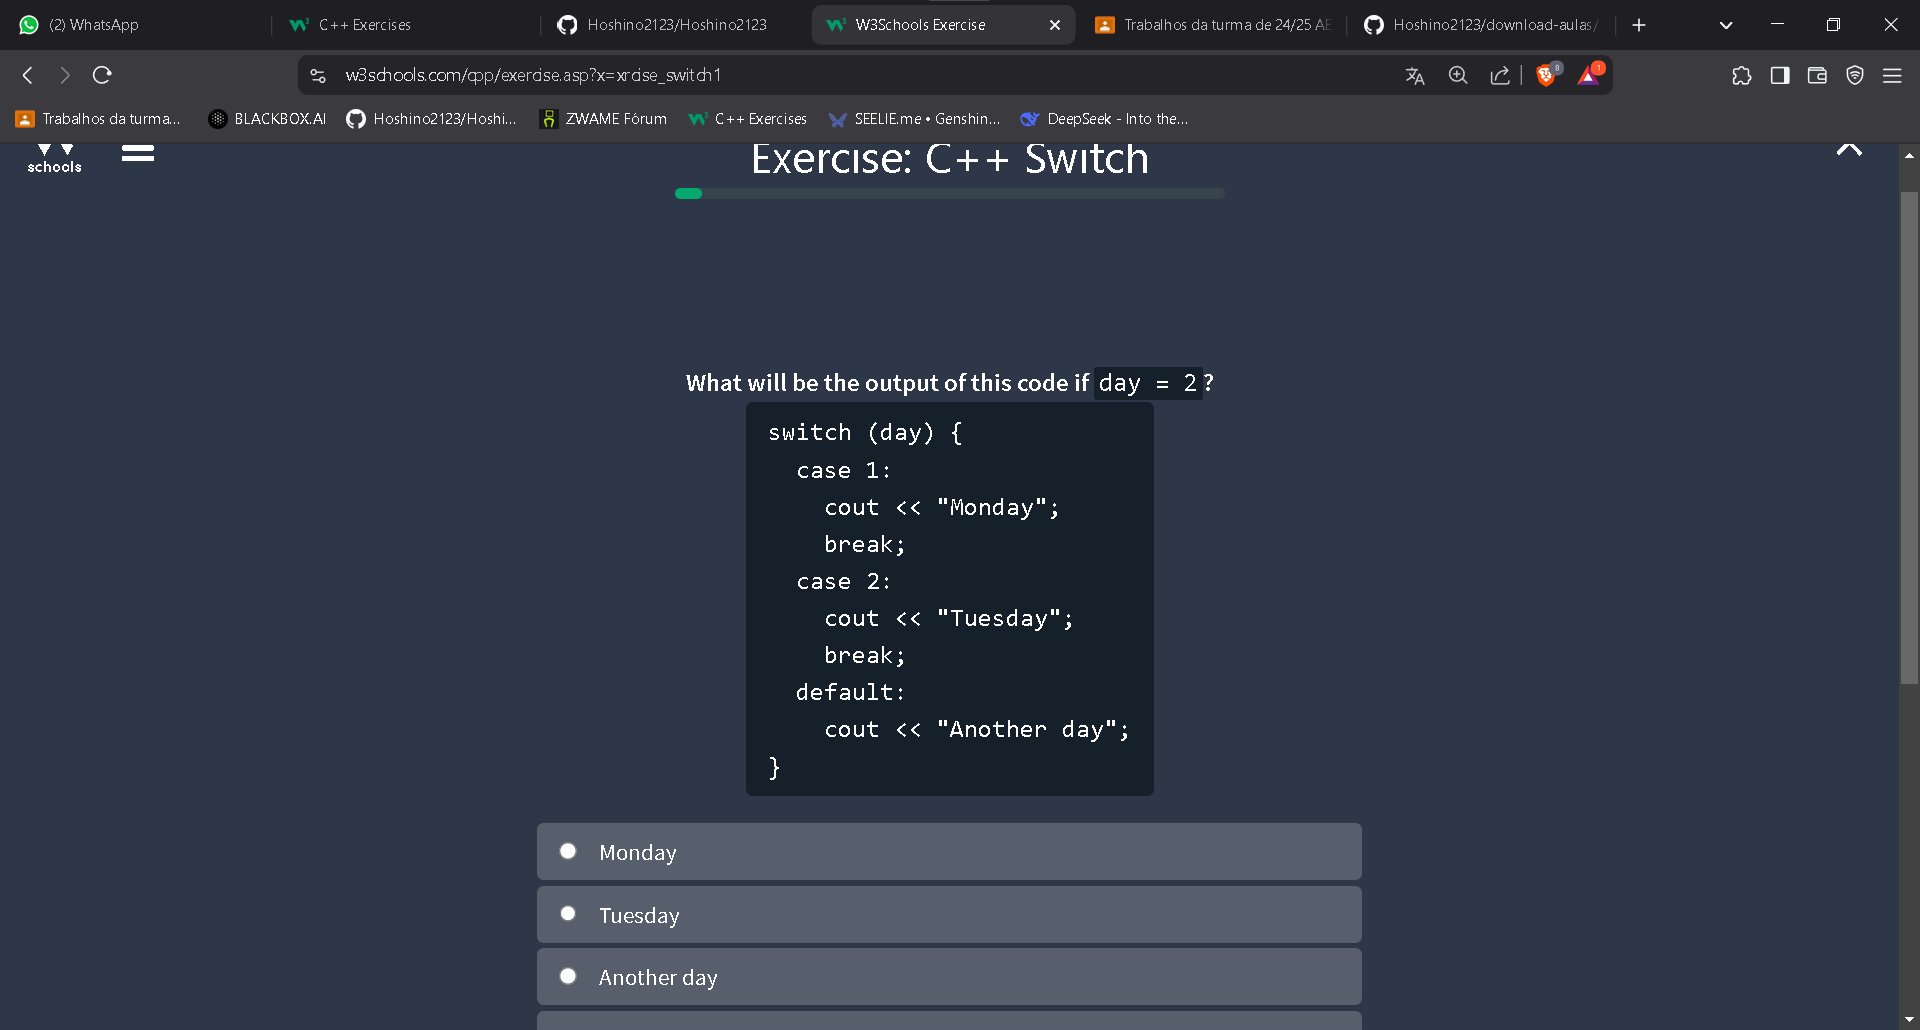 (2) WhatsApp
C++ Exercises
Hoshino2123/Hoshino2123
W3Schools Exercise
Trabalhos da turma de 24/25 AE
Hoshino2123/download-aulas/
w3schools.com/cpp/exercise.asp?x=xrcise_switch1
8
1
Trabalhos da turma...
BLACKBOX.AI
Hoshino2123/Hoshi...
ZWAME Fórum
C++ Exercises
SEELIE.me • Genshin...
DeepSeek - Into the...
schools
Exercise: C++ Switch
What will be the output of this code if day = 2?
switch (day) {
  case 1:
    cout << "Monday";
    break;
  case 2:
    cout << "Tuesday";
    break;
  default:
    cout << "Another day";
}
Monday
Tuesday
Another day